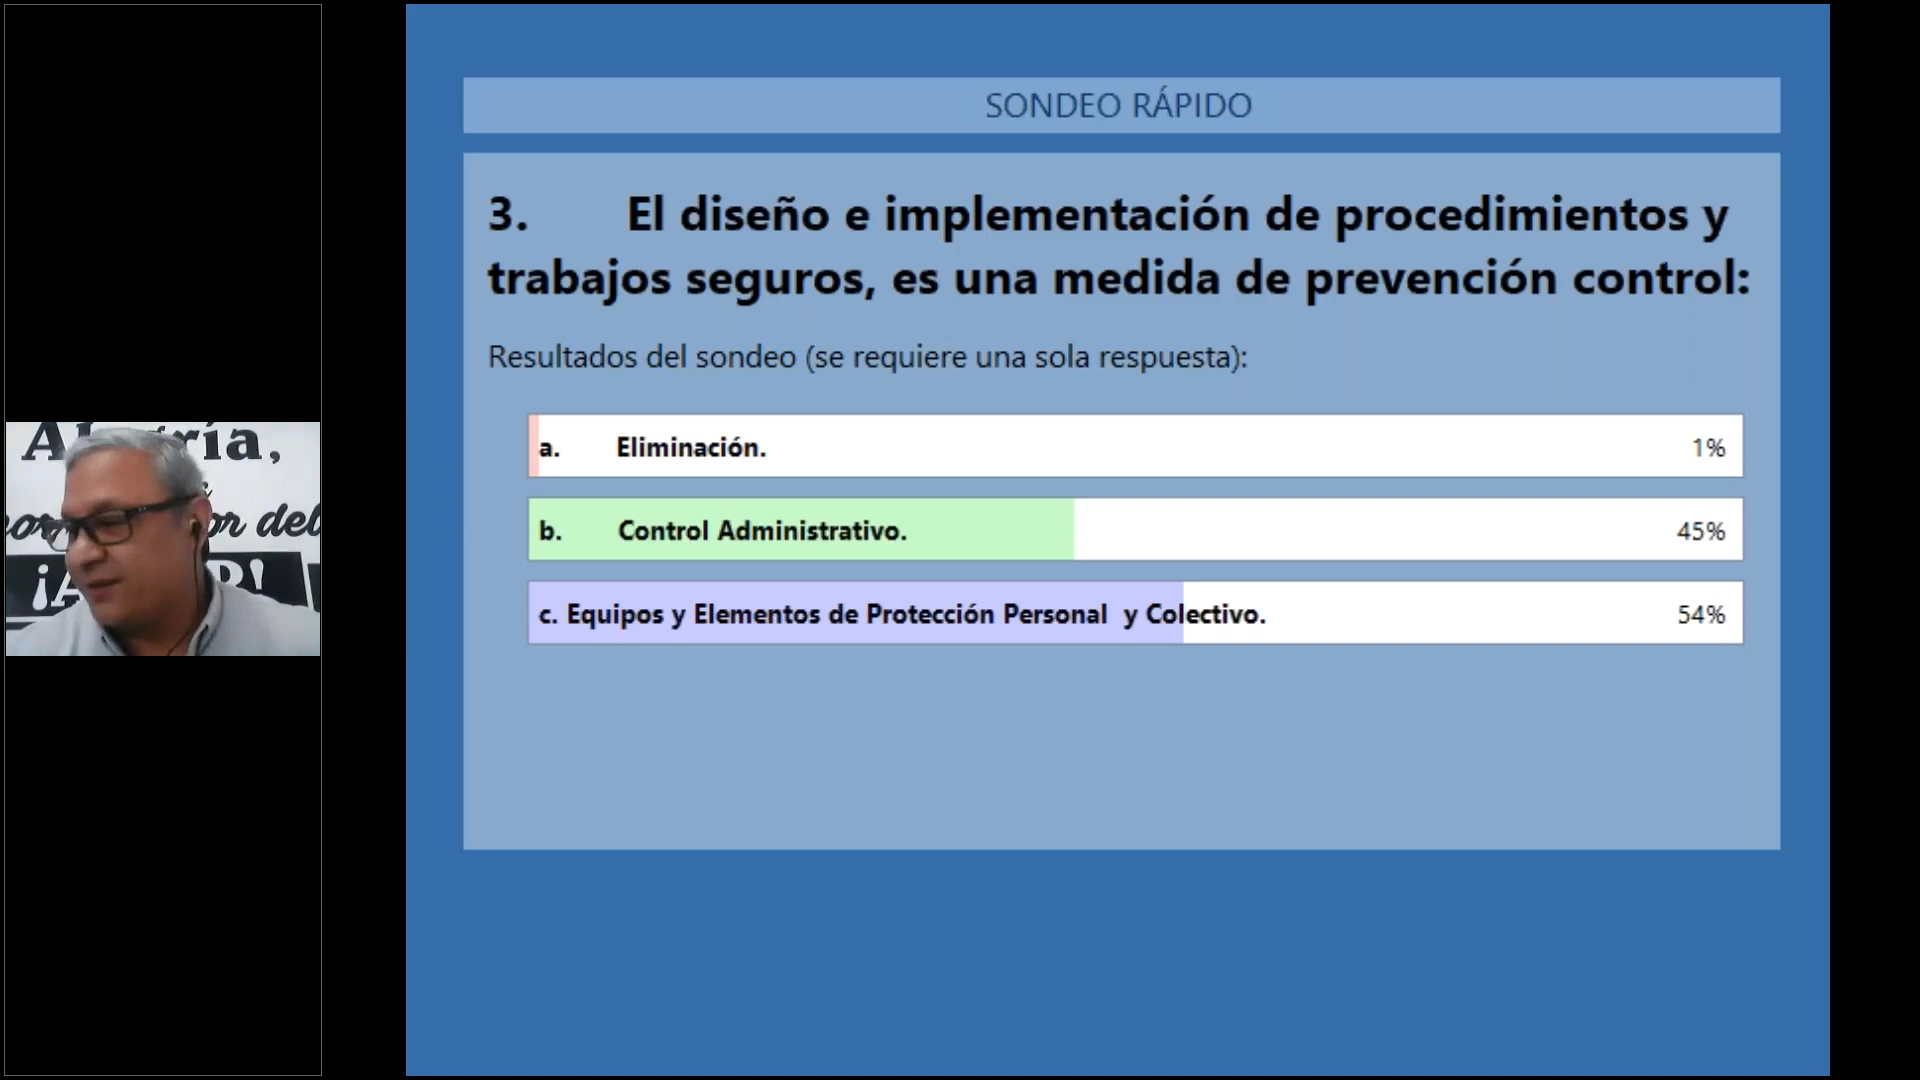 SONDEO RÁPIDO
3. El diseño e implementación de procedimientos y
trabajos seguros, es una medida de prevención control:
Resultados del sondeo (se requiere una sola respuesta):
a. Eliminación. 1%
b. Control Administrativo. 45%
c. Equipos y Elementos de Protección Personal y Colectivo. 54%